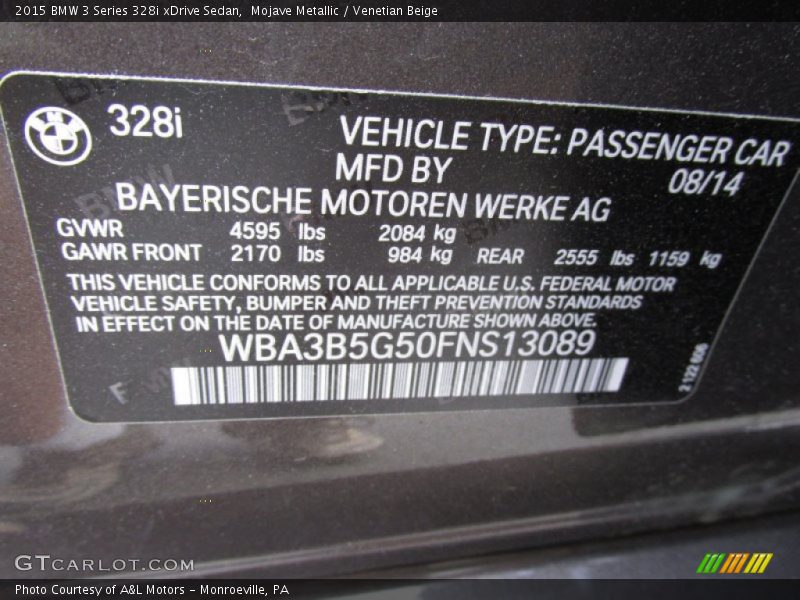 2015 BMW 3 Series 328i xDrive Sedan, Mojave Metallic / Venetian Beige
328i
VEHICLE TYPE: PASSENGER CAR
MFD BY 08/14
BAYERISCHE MOTOREN WERKE AG
GVWR 4595 lbs 2084 kg
GAWR FRONT 2170 lbs 984 kg REAR 2555 lbs 1159 kg
THIS VEHICLE CONFORMS TO ALL APPLICABLE U.S. FEDERAL MOTOR
VEHICLE SAFETY, BUMPER AND THEFT PREVENTION STANDARDS
IN EFFECT ON THE DATE OF MANUFACTURE SHOWN ABOVE.
WBA3B5G50FNS13089
F
GTCARLOT.COM
Photo Courtesy of A&L Motors - Monroeville, PA